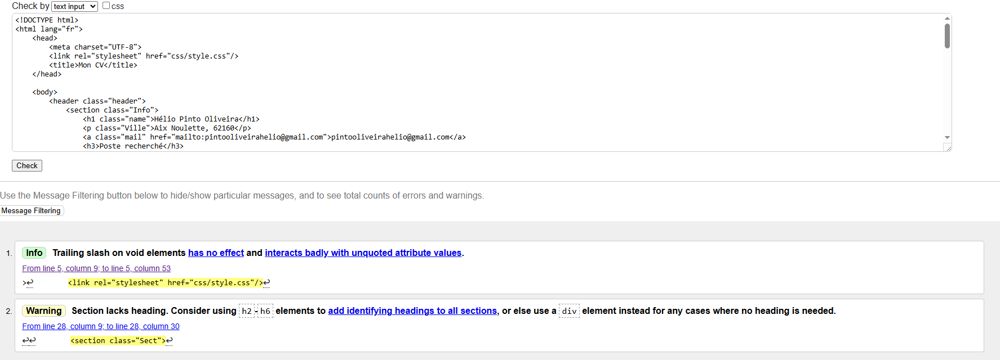 Check by text input css
<!DOCTYPE html>
<html lang="fr">
<head>
<meta charset="UTF-8">
<link rel="stylesheet" href="css/style.css"/>
<title>Mon CV</title>
</head>
<body>
<header class="header">
<section class="Info">
<h1 class="name">Hélio Pinto Oliveira</h1>
<p class="Ville">Aix Noulette, 62160</p>
<a class="mail" href="mailto:pintooliveirahelio@gmail.com">pintooliveirahelio@gmail.com</a>
<h3>Poste recherché</h3>
Check
Use the Message Filtering button below to hide/show particular messages, and to see total counts of errors and warnings.
Message Filtering
1. Info Trailing slash on void elements has no effect and interacts badly with unquoted attribute values.
From line 5, column 9; to line 5, column 53
>↩ <link rel="stylesheet" href="css/style.css"/>↩
2. Warning Section lacks heading. Consider using h2-h6 elements to add identifying headings to all sections, or else use a div element instead for any cases where no heading is needed.
From line 28, column 9; to line 28, column 30
↩↩ <section class="Sect">↩